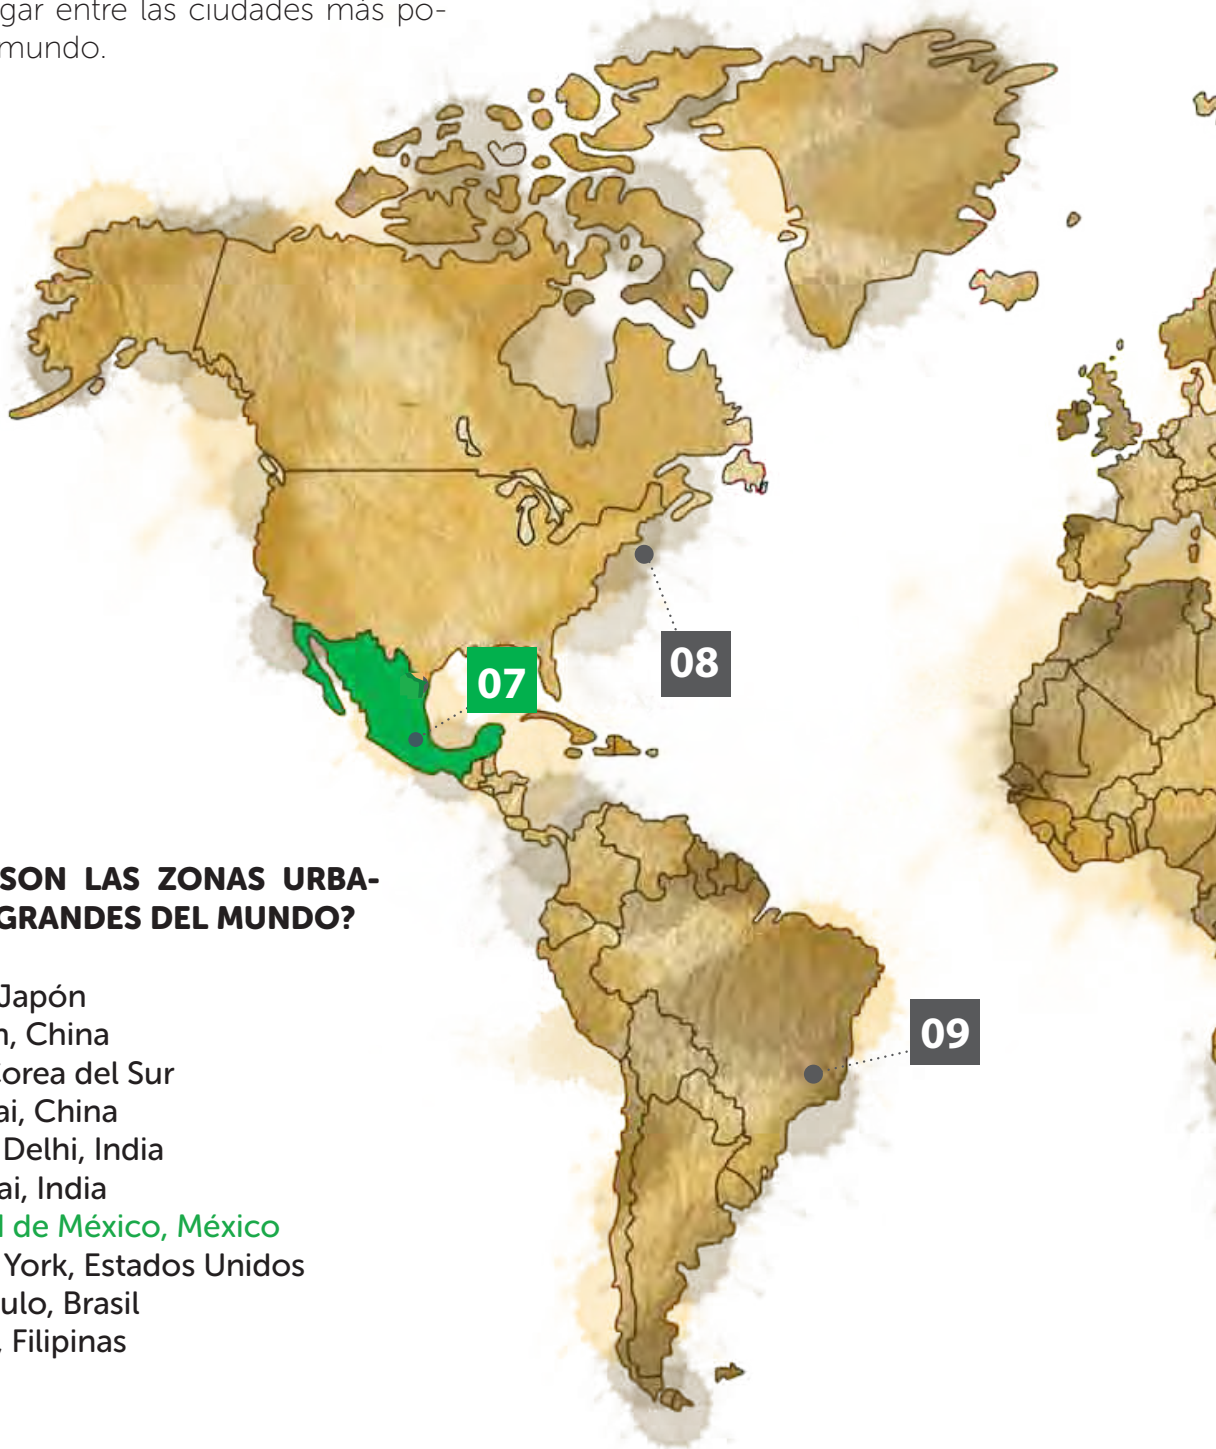 gar entre las ciudades más po-
mundo.
08
07
SON LAS ZONAS URBA-
GRANDES DEL MUNDO?
Japón
, China
Corea del Sur
ai, China
Delhi, India
ai, India
09
d de México, México
York, Estados Unidos
ulo, Brasil
, Filipinas